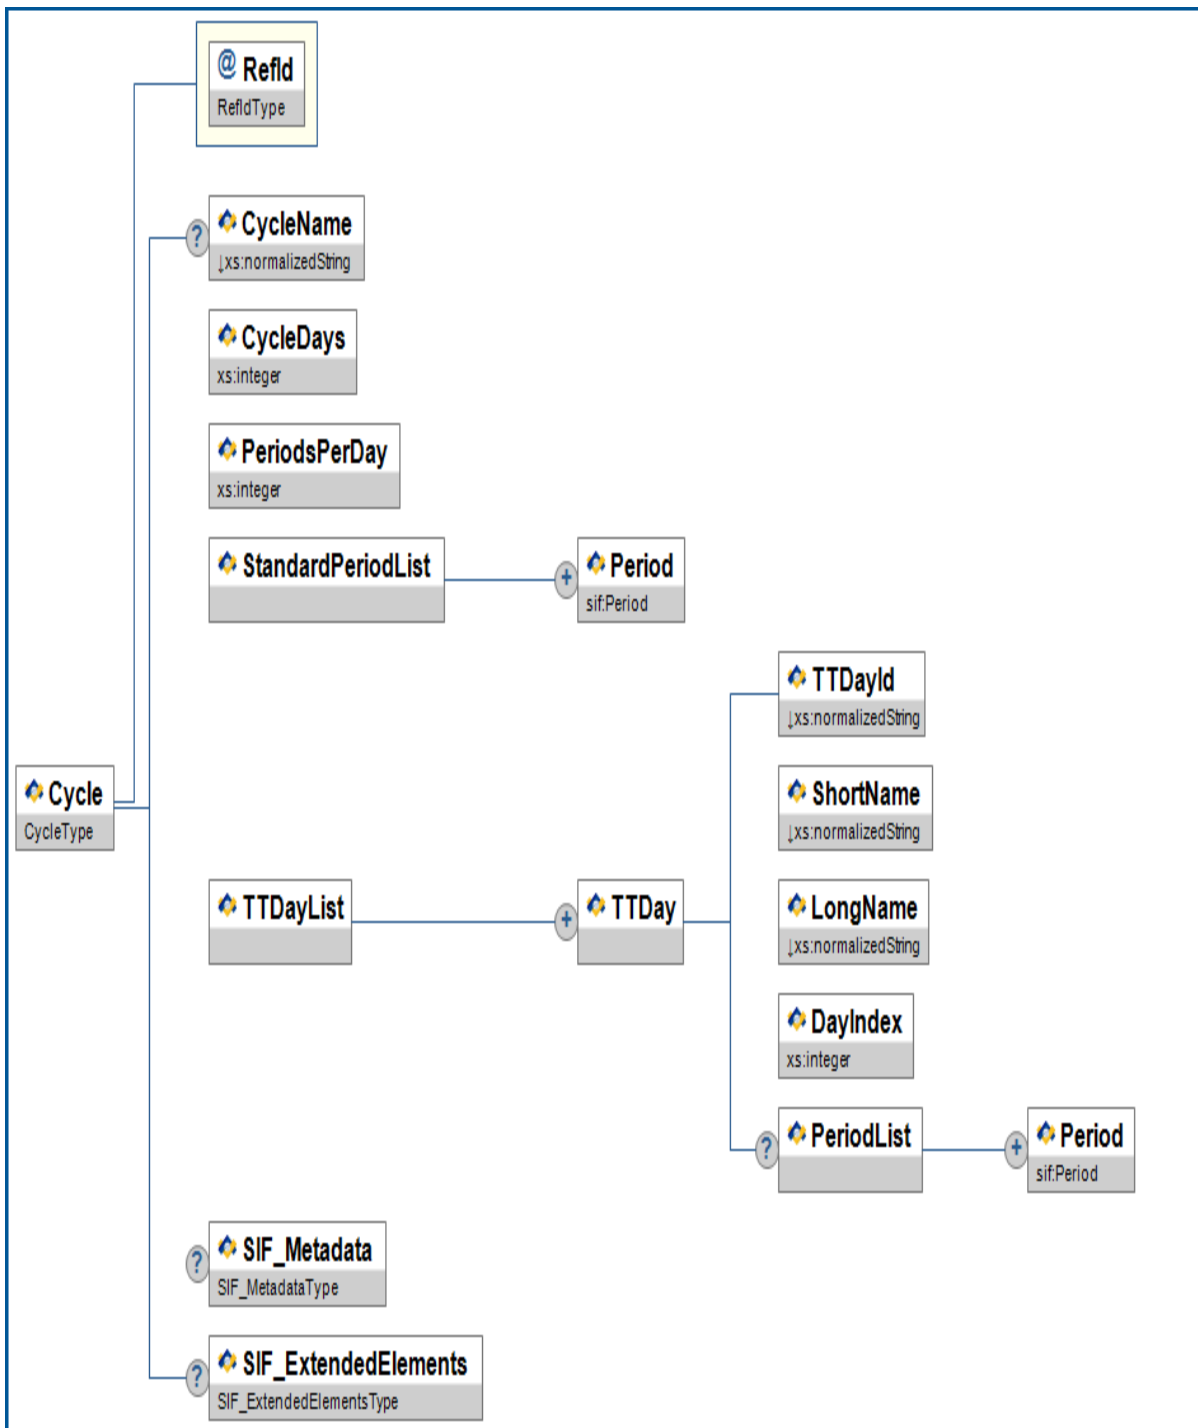 @ RefId
RefIdType
? CycleName
↓xs:normalizedString
CycleDays
xs:integer
PeriodsPerDay
xs:integer
StandardPeriodList
+ Period
sif:Period
TTDayId
↓xs:normalizedString
Cycle
CycleType
ShortName
↓xs:normalizedString
TTDayList
+ TTDay
LongName
↓xs:normalizedString
DayIndex
xs:integer
? PeriodList
+ Period
sif:Period
? SIF_Metadata
SIF_MetadataType
? SIF_ExtendedElements
SIF_ExtendedElementsType